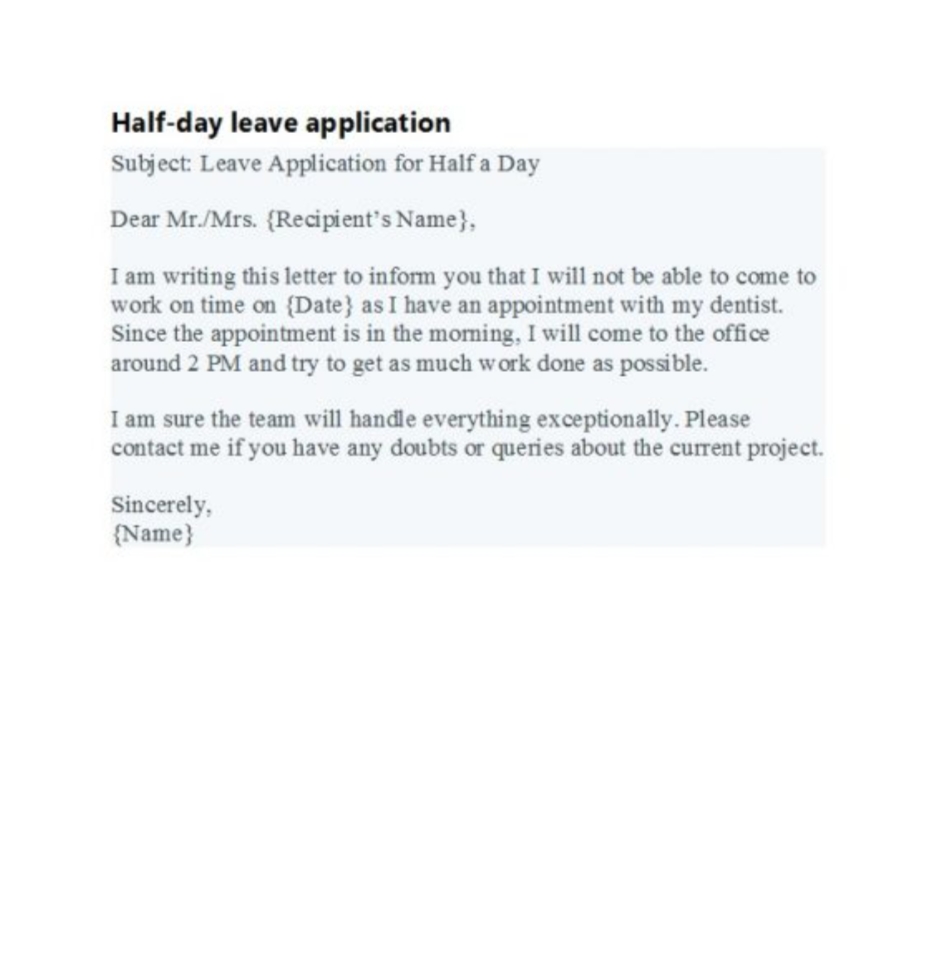 Half-day leave application
Subject: Leave Application for Half a Day
Dear Mr./Mrs. {Recipient’s Name},
I am writing this letter to inform you that I will not be able to come to
work on time on {Date} as I have an appointment with my dentist.
Since the appointment is in the morning, I will come to the office
around 2 PM and try to get as much work done as possible.
I am sure the team will handle everything exceptionally. Please
contact me if you have any doubts or queries about the current project.
Sincerely,
{Name}